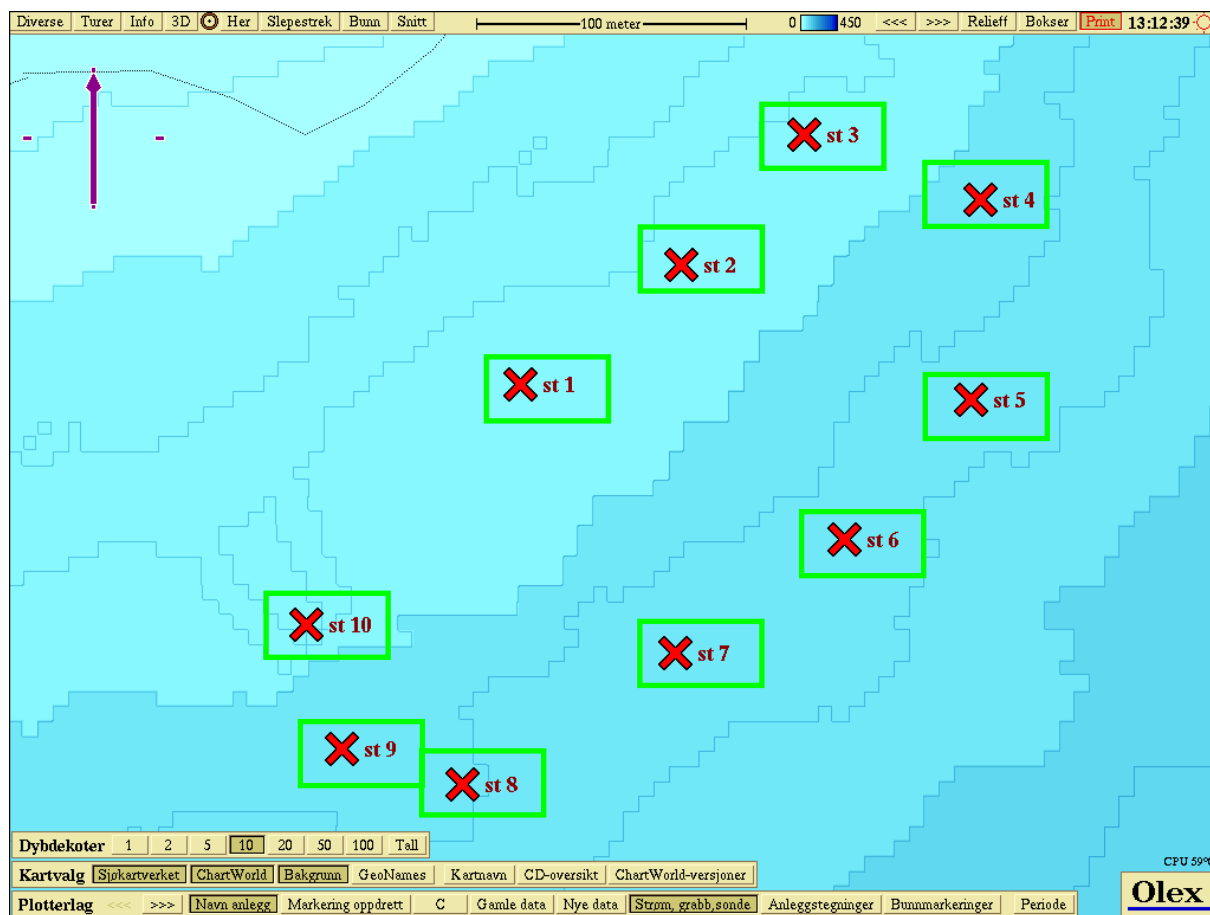 Diverse Turer Info 3D Her Slepestrek Bunn Snitt 100 meter 0 450 <<< >>> Relieff Bokser Print 13:12:39
st 3
st 4
st 2
st 1
st 5
st 6
st 10
st 7
st 9
st 8
Dybdekoter 1 2 5 10 20 50 100 Tall
CPU 59°
Kartvalg Sjøkartverket ChartWorld Bakgrunn GeoNames Kartnavn CD-oversikt ChartWorld-versjoner
Olex
Plotterlag <<< >>> Navn anlegg Markering oppdrett C Gamle data Nye data Strøm, grabb,sonde Anleggstegninger Bunnmarkeringer Periode